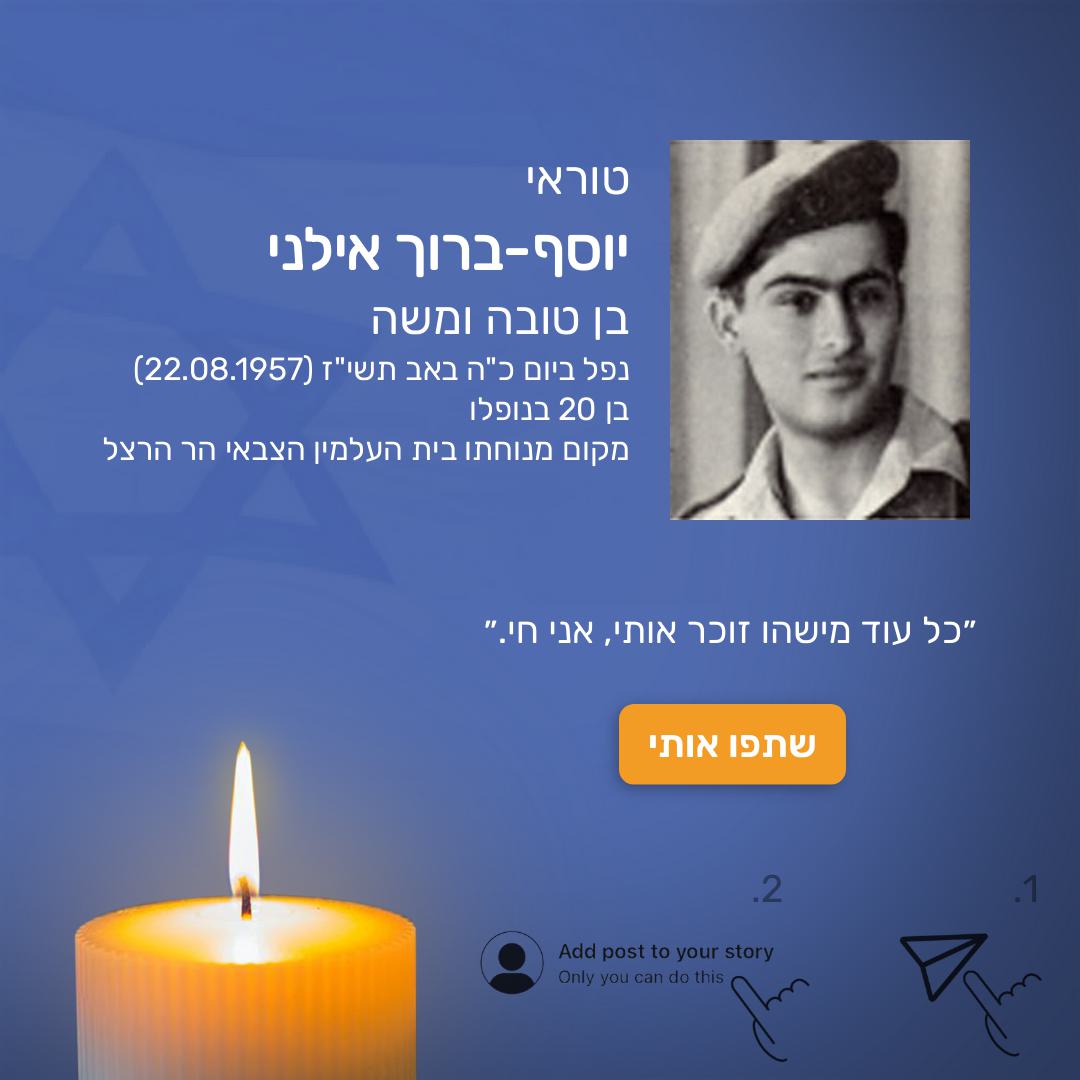 טוראי
יוסף-ברוך אילני
בן טובה ומשה
נפל ביום כ"ה באב תשי"ז (22.08.1957)
בן 20 בנופלו
מקום מנוחתו בית העלמין הצבאי הר הרצל
״כל עוד מישהו זוכר אותי, אני חי.״
שתפו אותי
1.
2.
Add post to your story
Only you can do this